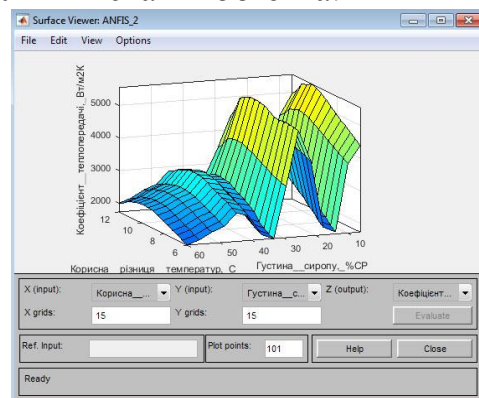 Surface Viewer: ANFIS_2
File Edit View Options
Коефіцієнт__теплопередачі,_Вт/м2К
5000
4000
3000
2000
12
10
8
6
60
50
40
30
20
10
Корисна__різниця__температур,_С
Густина__сиропу,_%СР
X (input): Корисна__... Y (input): Густина__с... Z (output): Коефіцієнт...
X grids: 15 Y grids: 15 Evaluate
Ref. Input: Plot points: 101 Help Close
Ready